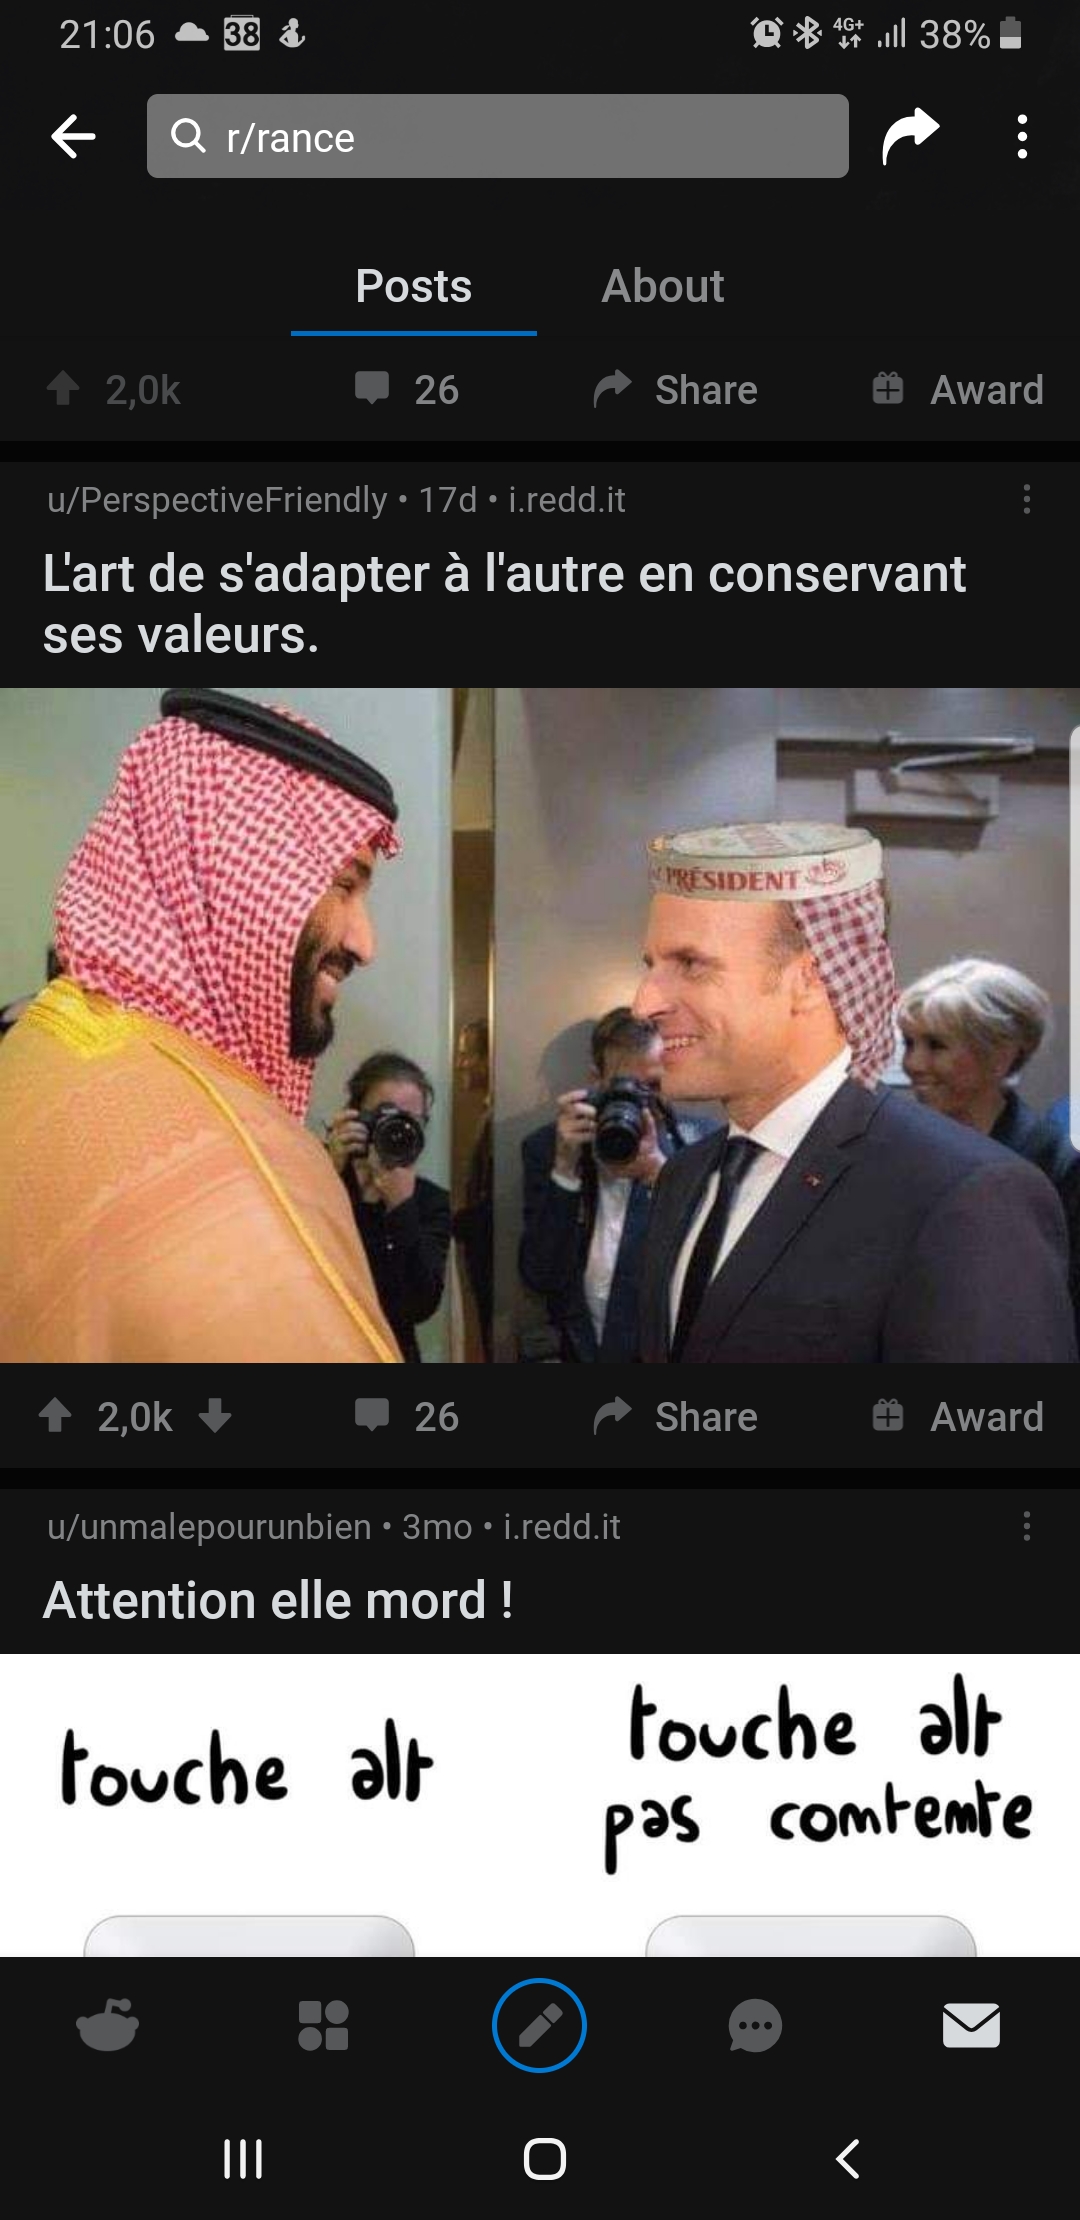 21:06 38 4G+ 38%
r/rance
Posts About
2,0k 26 Share Award
u/PerspectiveFriendly • 17d • i.redd.it
L'art de s'adapter à l'autre en conservant
ses valeurs.
PRÉSIDENT
2,0k 26 Share Award
u/unmalepourunbien • 3mo • i.redd.it
Attention elle mord !
touche alt
touche alt
pas comtemte